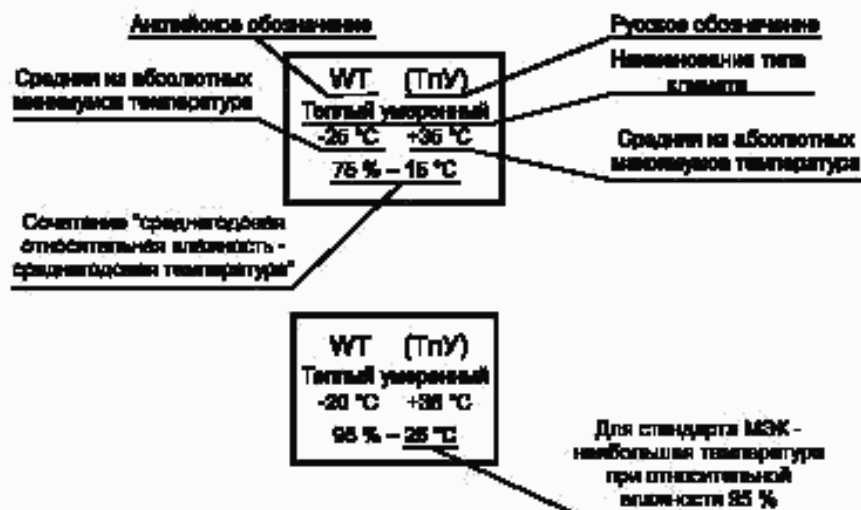 Английское обозначение
Русское обозначение
WT (ТпУ)
Теплый умеренный
-25 °С +35 °С
75 % – 15 °С
Наименование типа
климата
Средняя из абсолютных
минимумов температура
Средняя из абсолютных
максимумов температура
Сочетание "среднегодовая
относительная влажность -
среднегодовая температура"
WT (ТпУ)
Теплый умеренный
-20 °С +35 °С
95 % – 25 °С
Для стандарта МЭК -
наибольшая температура
при относительной
влажности 95 %